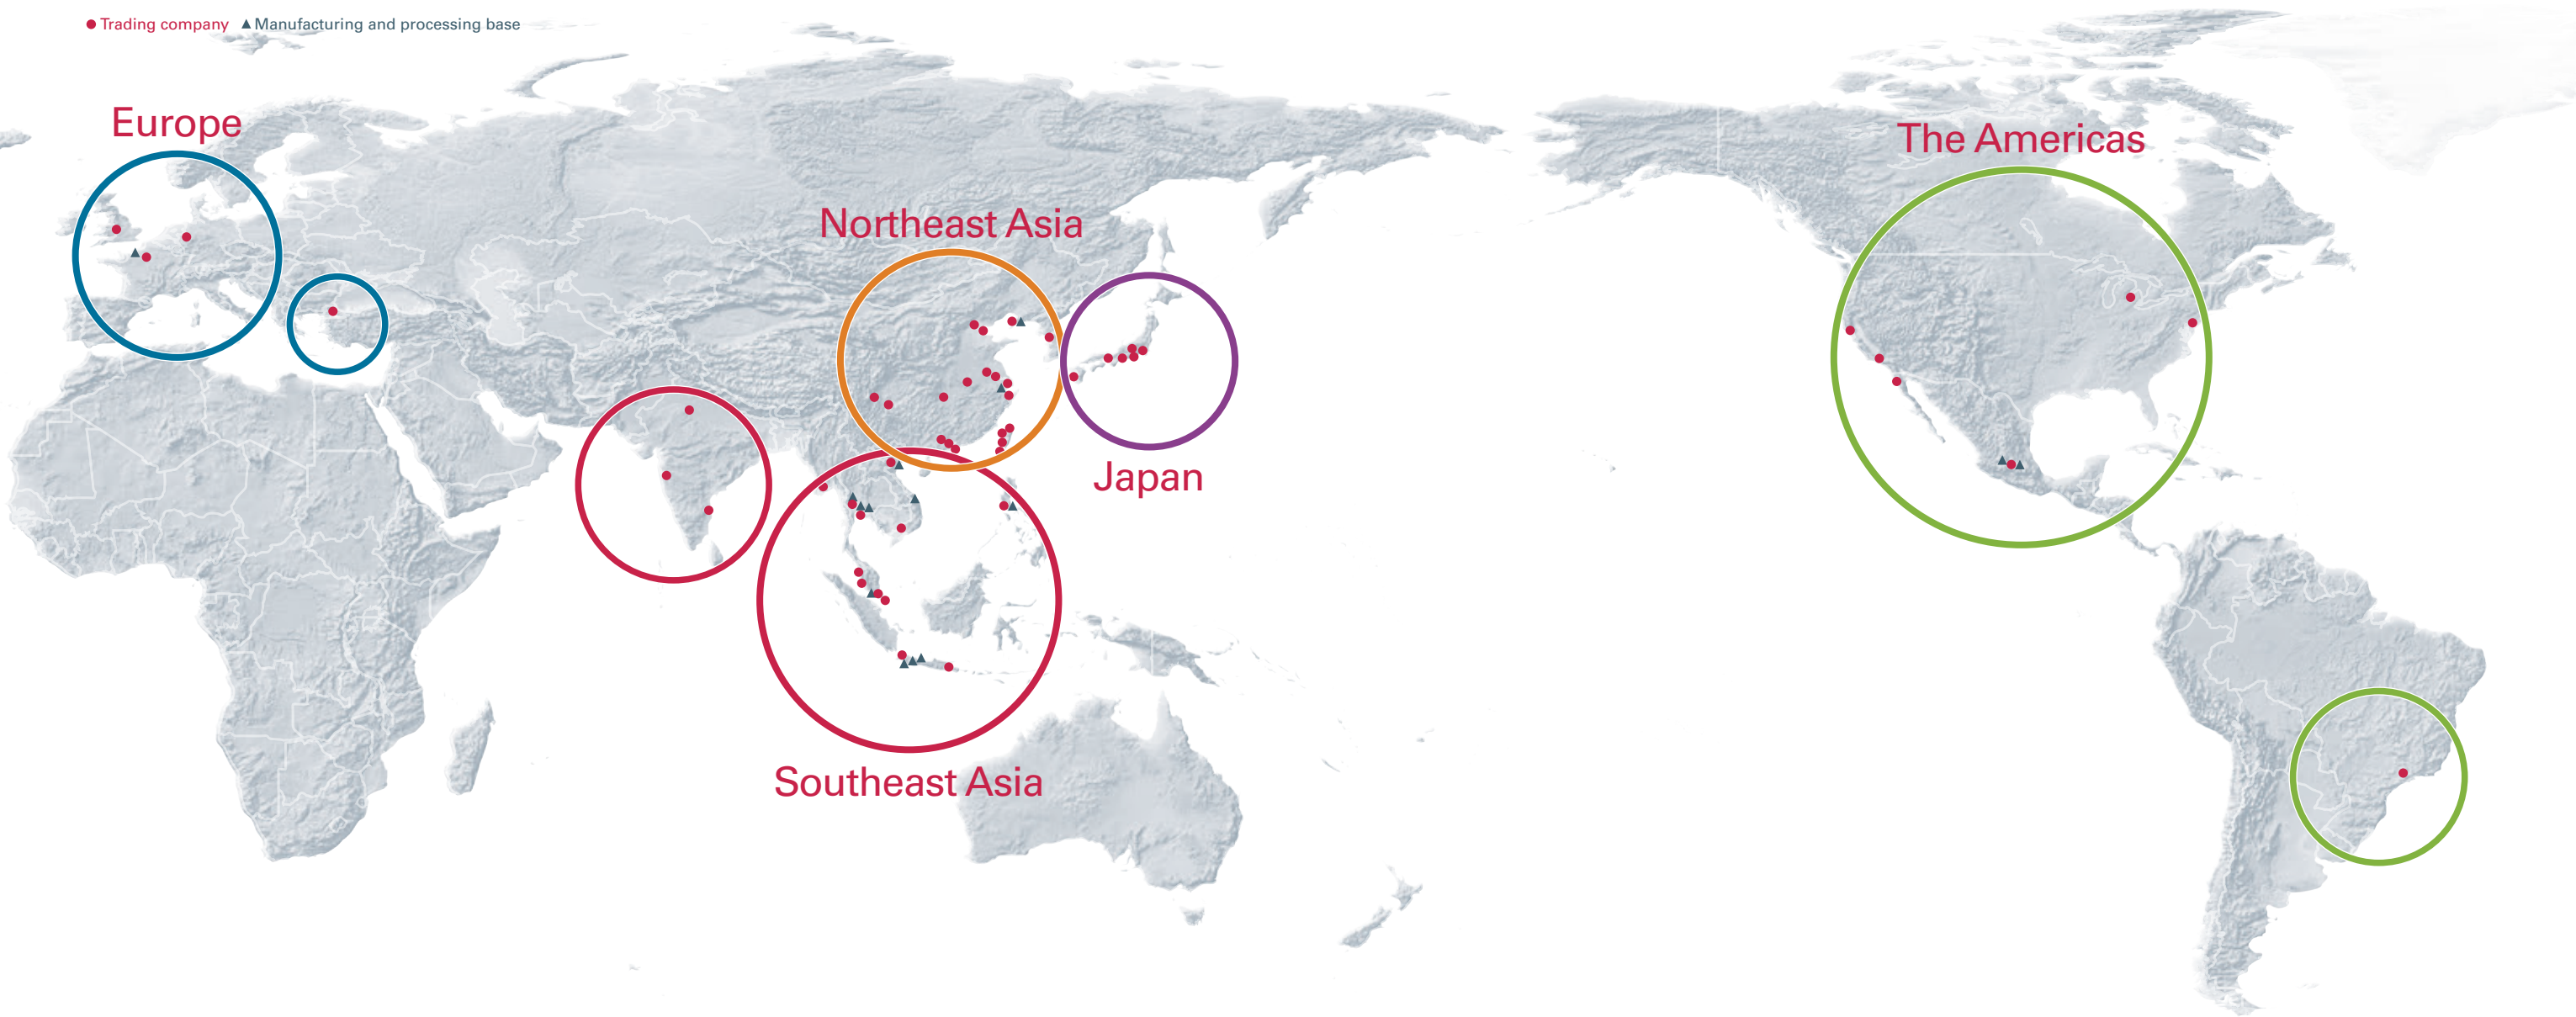 Trading company
Manufacturing and processing base
Europe
The Americas
Northeast Asia
Japan
Southeast Asia